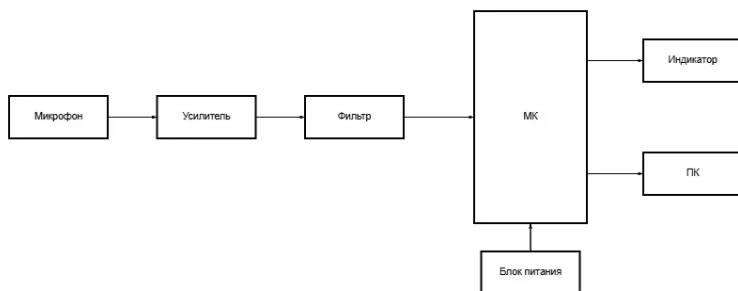 Микрофон
Усилитель
Фильтр
МК
Индикатор
ПК
Блок питания